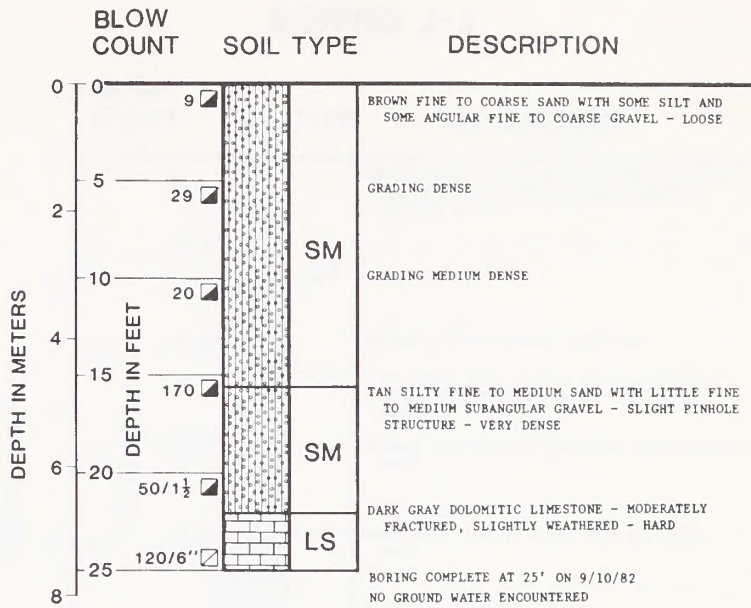 BLOW
COUNT SOIL TYPE DESCRIPTION
0 0
9 BROWN FINE TO COARSE SAND WITH SOME SILT AND
SOME ANGULAR FINE TO COARSE GRAVEL - LOOSE
5
29 GRADING DENSE
2
SM
10 GRADING MEDIUM DENSE
20
DEPTH IN METERS
DEPTH IN FEET
4
15
170 TAN SILTY FINE TO MEDIUM SAND WITH LITTLE FINE
TO MEDIUM SUBANGULAR GRAVEL - SLIGHT PINHOLE
STRUCTURE - VERY DENSE
SM
6 20
50/1½
DARK GRAY DOLOMITIC LIMESTONE - MODERATELY
FRACTURED, SLIGHTLY WEATHERED - HARD
LS
120/6"
25 BORING COMPLETE AT 25' ON 9/10/82
8 NO GROUND WATER ENCOUNTERED